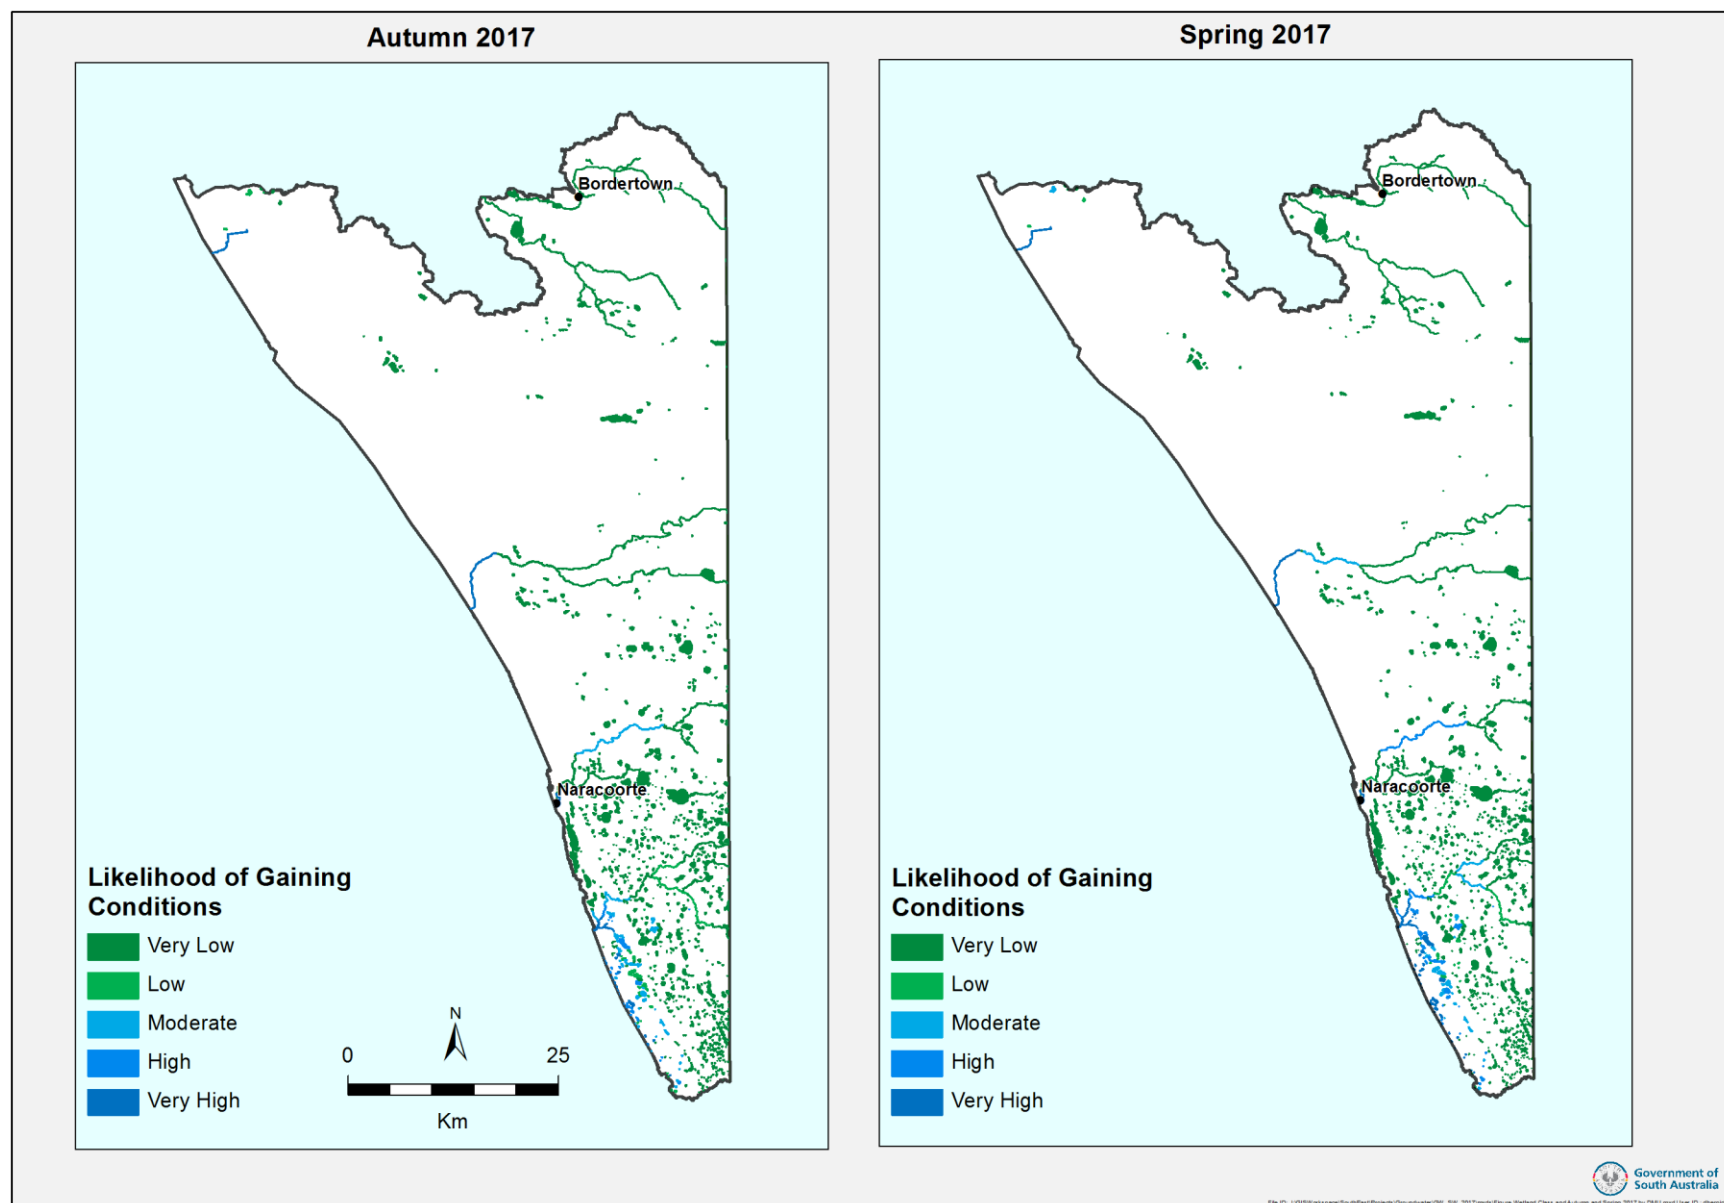 Autumn 2017
Bordertown
Naracoorte
Likelihood of Gaining
Conditions
Very Low
Low
Moderate
High
Very High
N
0 25
Km
Spring 2017
Bordertown
Naracoorte
Likelihood of Gaining
Conditions
Very Low
Low
Moderate
High
Very High
Government of
South Australia